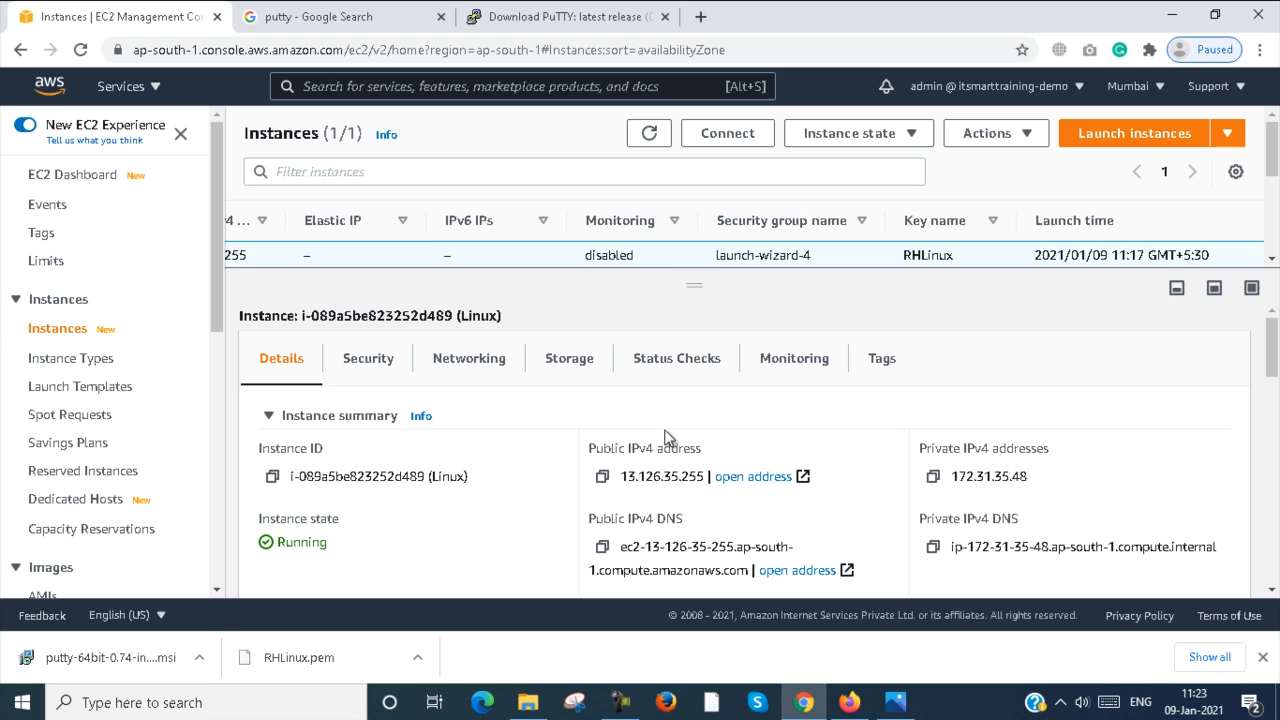 Instances | EC2 Management Cor
putty - Google Search
Download PuTTY: latest release (0
ap-south-1.console.aws.amazon.com/ec2/v2/home?region=ap-south-1#Instances:sort=availabilityZone
Paused
aws
Services
Search for services, features, marketplace products, and docs
[Alt+S]
admin @ itsmarttraining-demo
Mumbai
Support
New EC2 Experience
Tell us what you think
EC2 Dashboard New
Events
Tags
Limits
Instances
Instances New
Instance Types
Launch Templates
Spot Requests
Savings Plans
Reserved Instances
Dedicated Hosts New
Capacity Reservations
Images
AMIs
Instances (1/1) Info
Connect
Instance state
Actions
Launch instances
Filter instances
1
v4 ... Elastic IP IPv6 IPs Monitoring Security group name Key name Launch time
255 – – disabled launch-wizard-4 RHLinux 2021/01/09 11:17 GMT+5:30
Instance: i-089a5be823252d489 (Linux)
Details Security Networking Storage Status Checks Monitoring Tags
Instance summary Info
Instance ID
i-089a5be823252d489 (Linux)
Public IPv4 address
13.126.35.255 | open address
Private IPv4 addresses
172.31.35.48
Instance state
Running
Public IPv4 DNS
ec2-13-126-35-255.ap-south-
1.compute.amazonaws.com | open address
Private IPv4 DNS
ip-172-31-35-48.ap-south-1.compute.internal
Feedback
English (US)
© 2008 - 2021, Amazon Internet Services Private Ltd. or its affiliates. All rights reserved.
Privacy Policy
Terms of Use
putty-64bit-0.74-in....msi
RHLinux.pem
Show all
Type here to search
ENG
11:23
09-Jan-2021
2